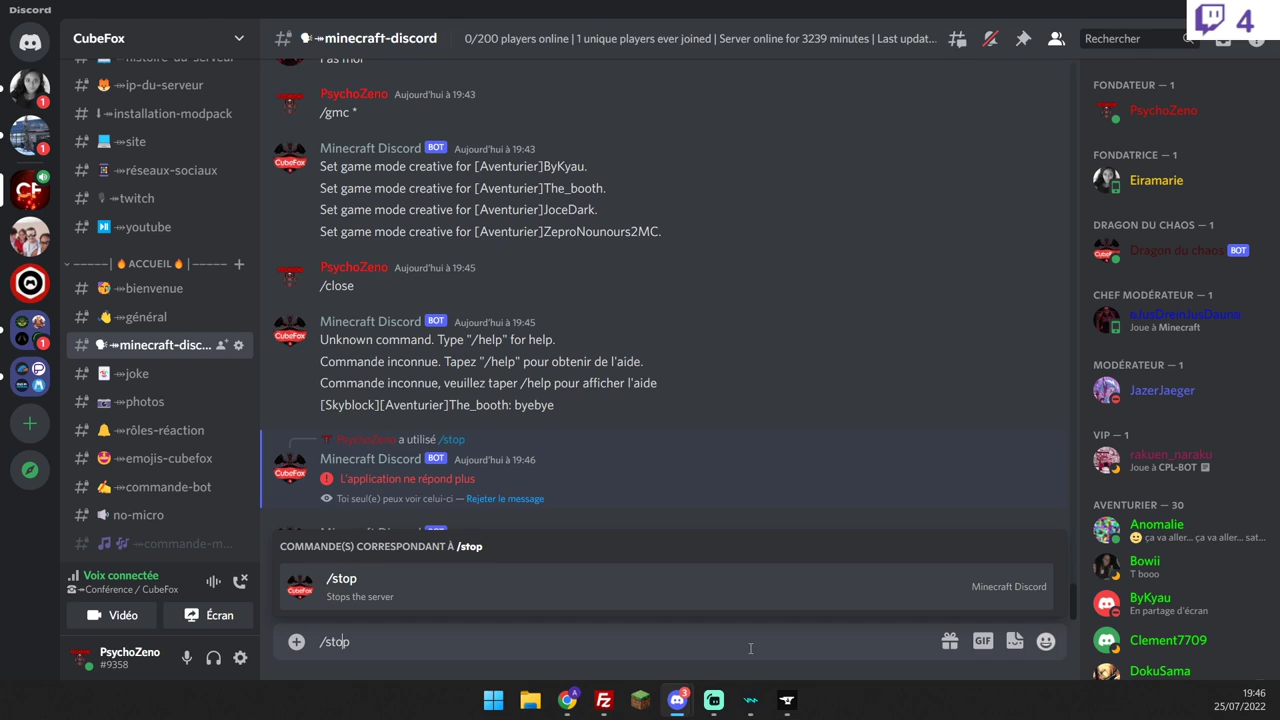 Discord
4
CubeFox
histoire-du-serveur
ip-du-serveur
installation-modpack
site
réseaux-sociaux
twitch
youtube
-----| ACCUEIL |-----
bienvenue
général
minecraft-disc...
joke
photos
rôles-réaction
emojis-cubefox
commande-bot
no-micro
commande-m...
Voix connectée
Conférence / CubeFox
Vidéo
Écran
PsychoZeno
#9358
minecraft-discord
0/200 players online | 1 unique players ever joined | Server online for 3239 minutes | Last updat...
Rechercher
PsychoZeno Aujourd'hui à 19:43
/gmc *
Minecraft Discord BOT Aujourd'hui à 19:43
Set game mode creative for [Aventurier]ByKyau.
Set game mode creative for [Aventurier]The_booth.
Set game mode creative for [Aventurier]JoceDark.
Set game mode creative for [Aventurier]ZeproNounours2MC.
PsychoZeno Aujourd'hui à 19:45
/close
Minecraft Discord BOT Aujourd'hui à 19:45
Unknown command. Type "/help" for help.
Commande inconnue. Tapez "/help" pour obtenir de l'aide.
Commande inconnue, veuillez taper /help pour afficher l'aide
[Skyblock][Aventurier]The_booth: byebye
PsychoZeno a utilisé /stop
Minecraft Discord BOT Aujourd'hui à 19:46
L'application ne répond plus
Toi seul(e) peux voir celui-ci — Rejeter le message
COMMANDE(S) CORRESPONDANT À /stop
/stop
Stops the server
Minecraft Discord
/stop
GIF
FONDATEUR — 1
PsychoZeno
FONDATRICE — 1
Eiramarie
DRAGON DU CHAOS — 1
Dragon du chaos BOT
CHEF MODÉRATEUR — 1
Joue à Minecraft
MODÉRATEUR — 1
JazerJaeger
VIP — 1
rakuen_naraku
Joue à CPL-BOT
AVENTURIER — 30
Anomalie
ça va aller... ça va aller... sat...
Bowii
T booo
ByKyau
En partage d'écran
Clement7709
DokuSama
19:46
25/07/2022